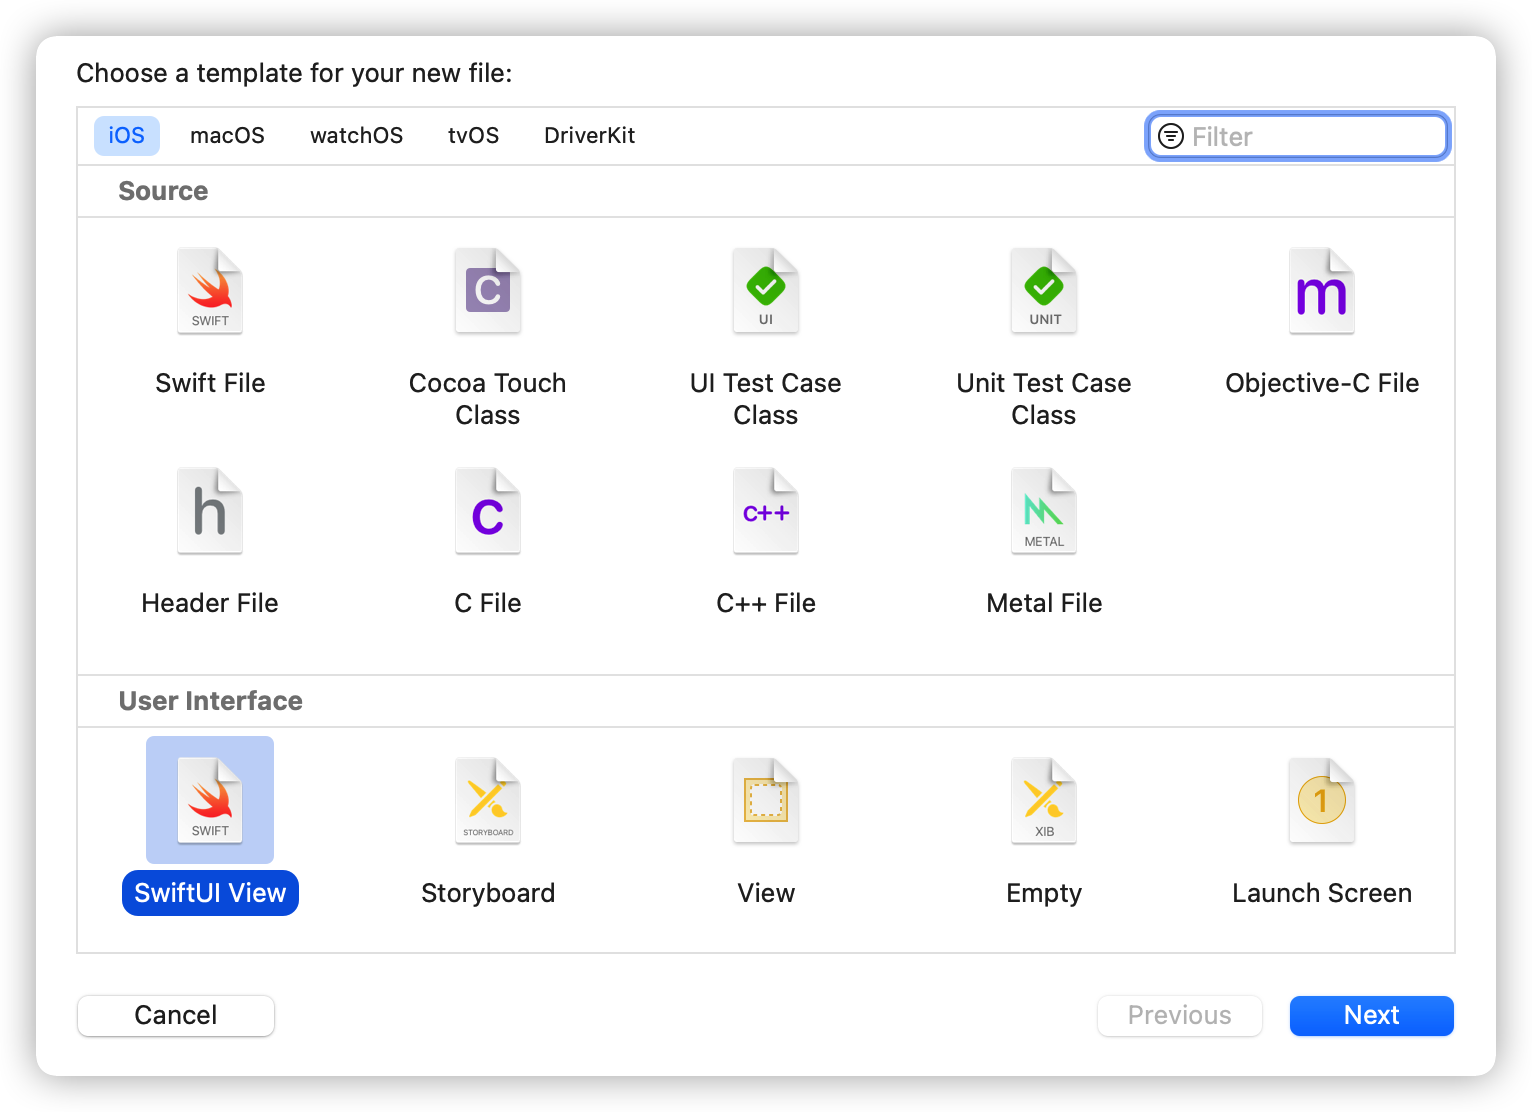 Choose a template for your new file:
iOS macOS watchOS tvOS DriverKit Filter
Source
SWIFT C UI UNIT m
Swift File Cocoa Touch UI Test Case Unit Test Case Objective-C File
Class Class Class
h C C++ METAL
Header File C File C++ File Metal File
User Interface
SWIFT STORYBOARD XIB 1
SwiftUI View Storyboard View Empty Launch Screen
Cancel Previous Next